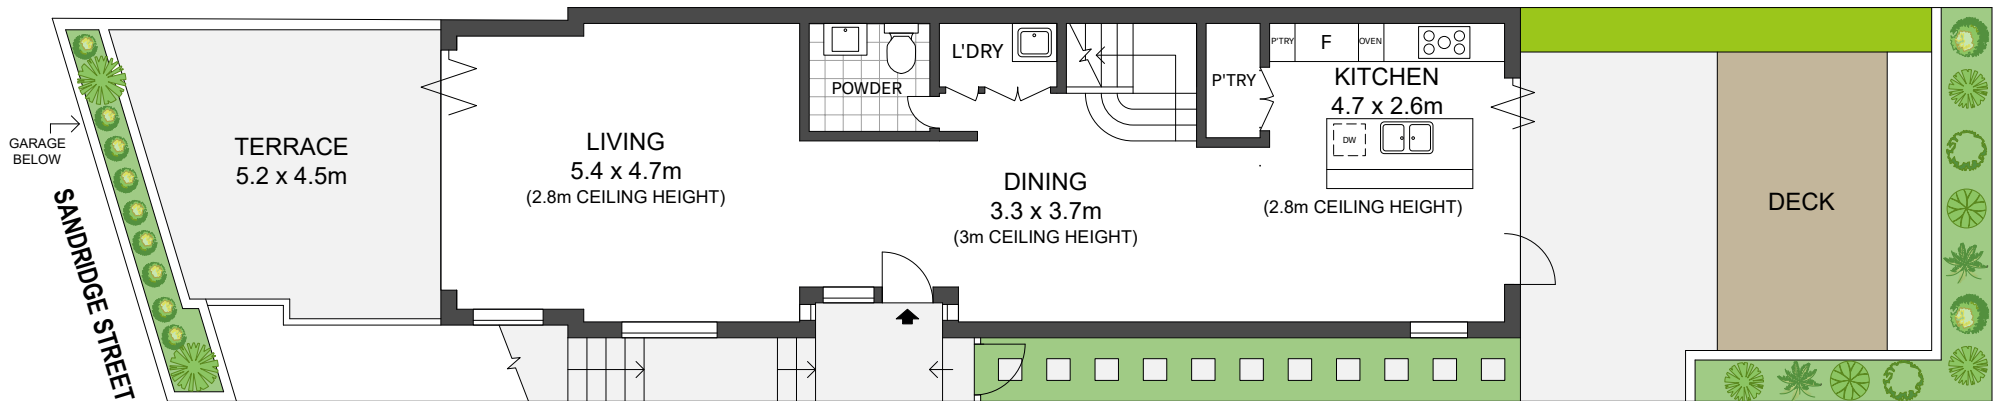 GARAGE
BELOW
SANDRIDGE STREET
TERRACE
5.2 x 4.5m
LIVING
5.4 x 4.7m
(2.8m CEILING HEIGHT)
POWDER
L'DRY
DINING
3.3 x 3.7m
(3m CEILING HEIGHT)
P'TRY
P'TRY
F
OVEN
KITCHEN
4.7 x 2.6m
DW
(2.8m CEILING HEIGHT)
DECK